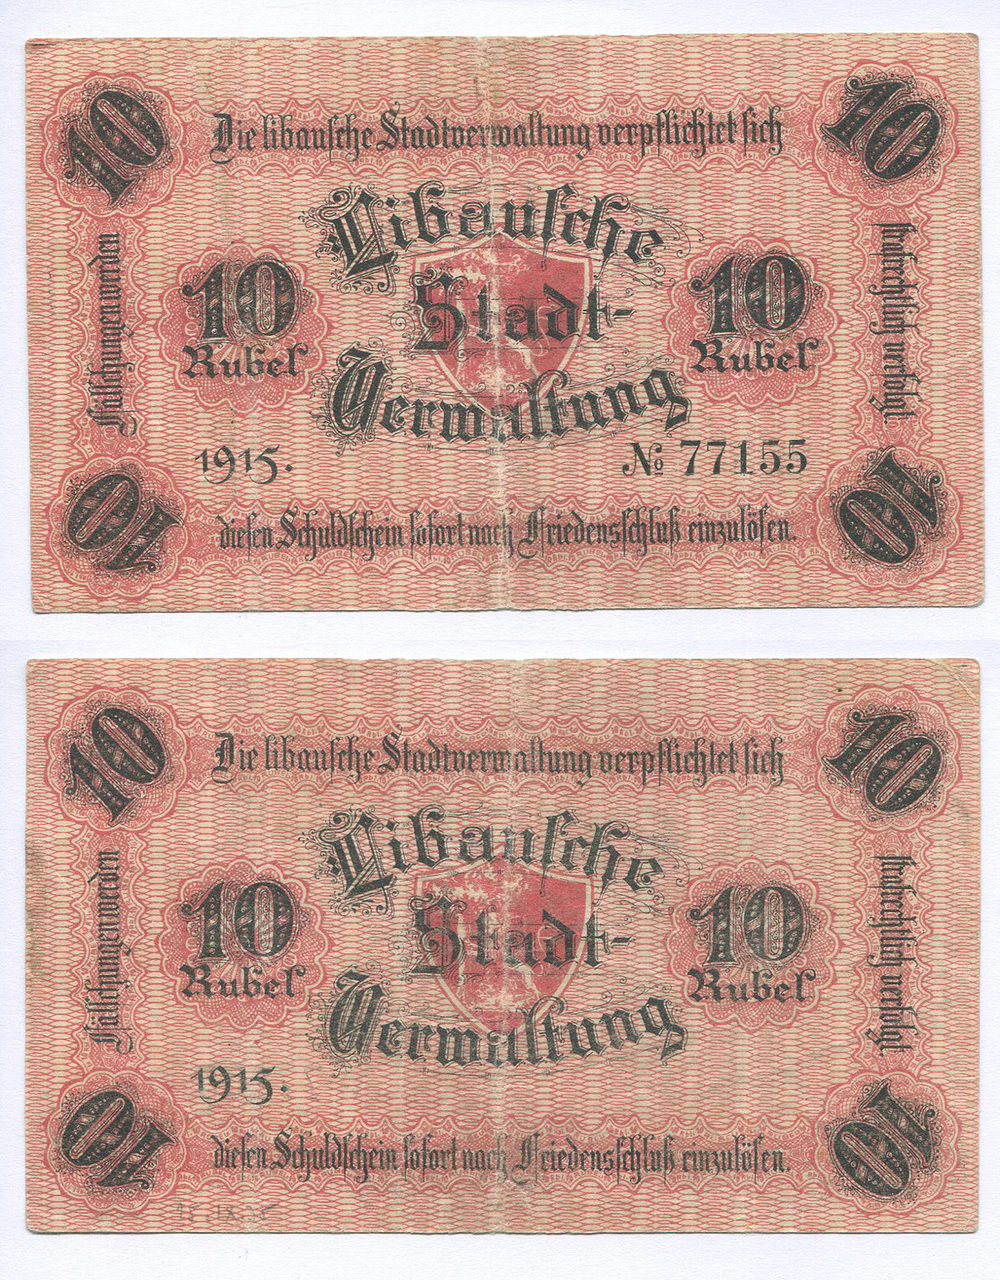 10
10
Die libausche Stadtverwaltung verpflichtet sich
Fälschungen werden
Libausche
Stadt-
Verwaltung
10
Rubel
10
Rubel
strafrechtlich verfolgt.
1915.
№ 77155
10
10
diesen Schuldschein sofort nach Friedensschluß einzulösen.
10
10
Die libausche Stadtverwaltung verpflichtet sich
Fälschungen werden
Libausche
Stadt-
Verwaltung
10
Rubel
10
Rubel
strafrechtlich verfolgt.
1915.
10
10
diesen Schuldschein sofort nach Friedensschluß einzulösen.